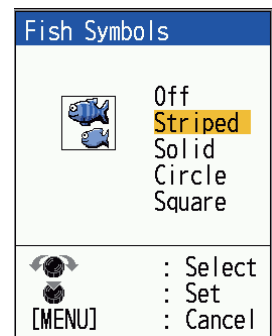 Fish Symbols
Off
Striped
Solid
Circle
Square
: Select
: Set
[MENU] : Cancel